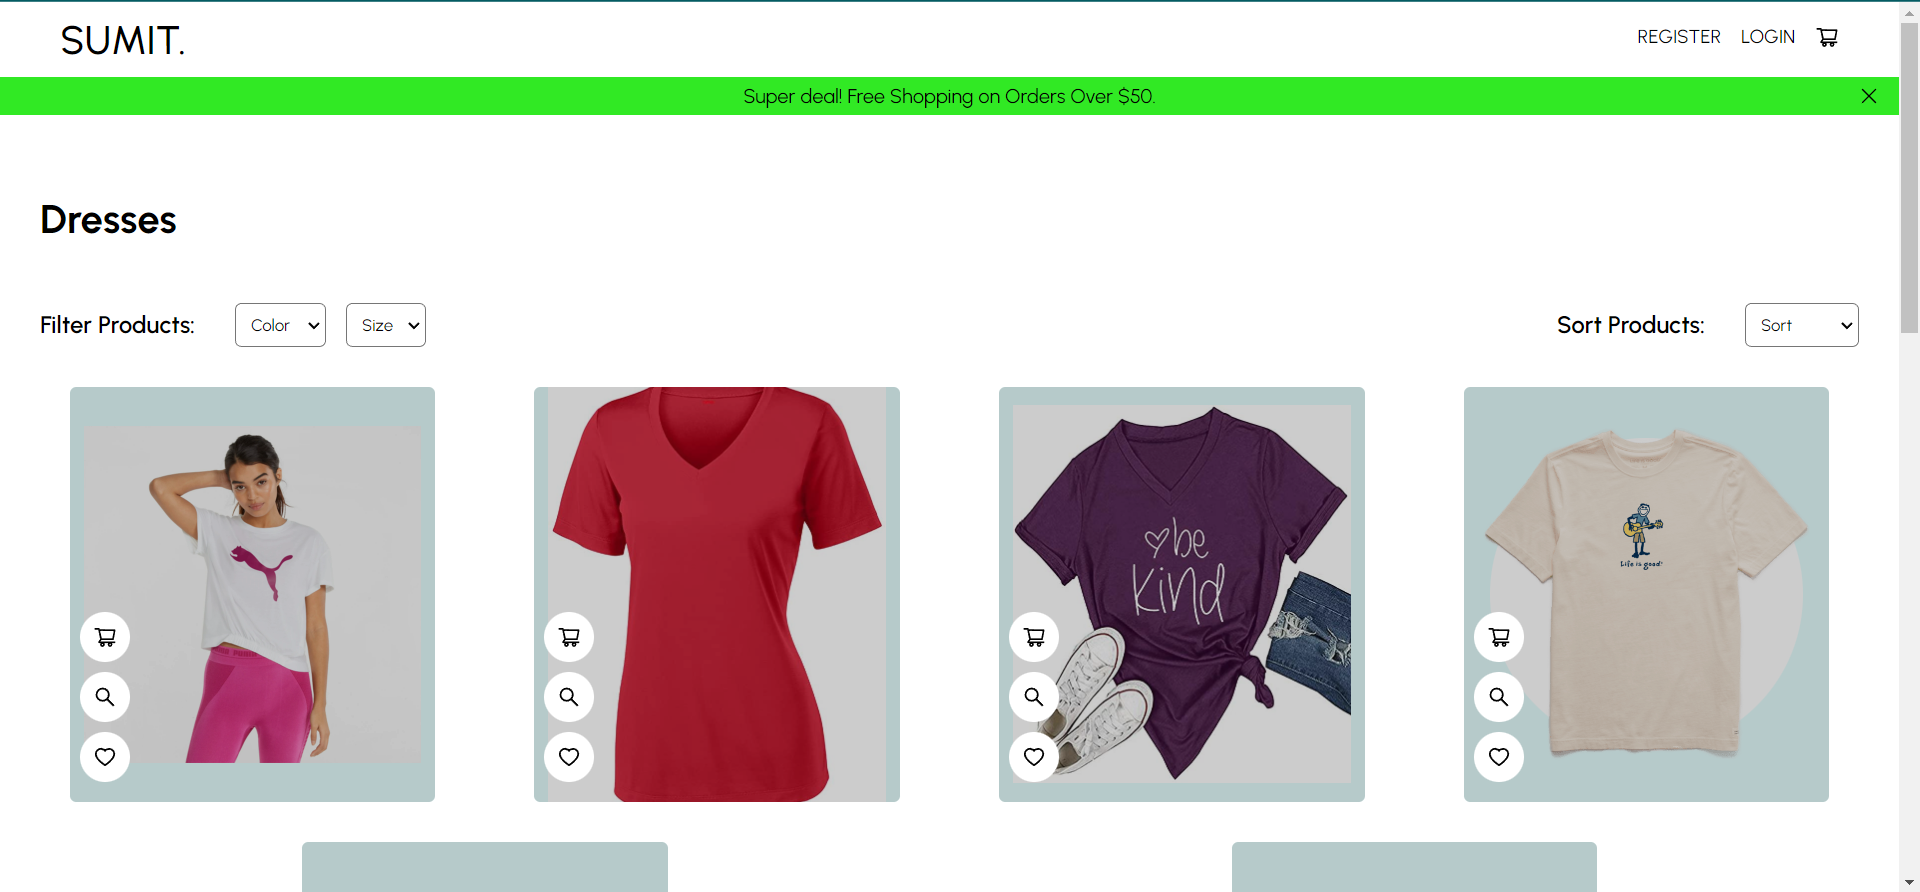 SUMIT.
REGISTER LOGIN
Super deal! Free Shopping on Orders Over $50.
Dresses
Filter Products: Color Size
Sort Products: Sort
be
kind
Life is good